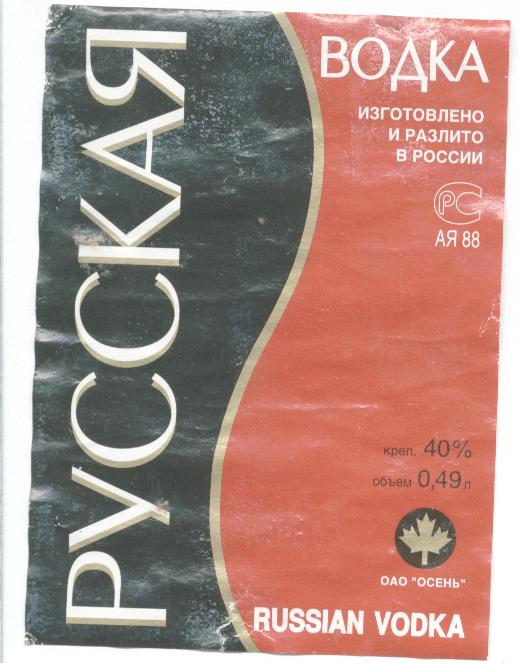 РУССКАЯ
ВОДКА
ИЗГОТОВЛЕНО
И РАЗЛИТО
В РОССИИ
РС
АЯ 88
креп. 40%
объем 0,49 л
ОАО "ОСЕНЬ"
RUSSIAN VODKA